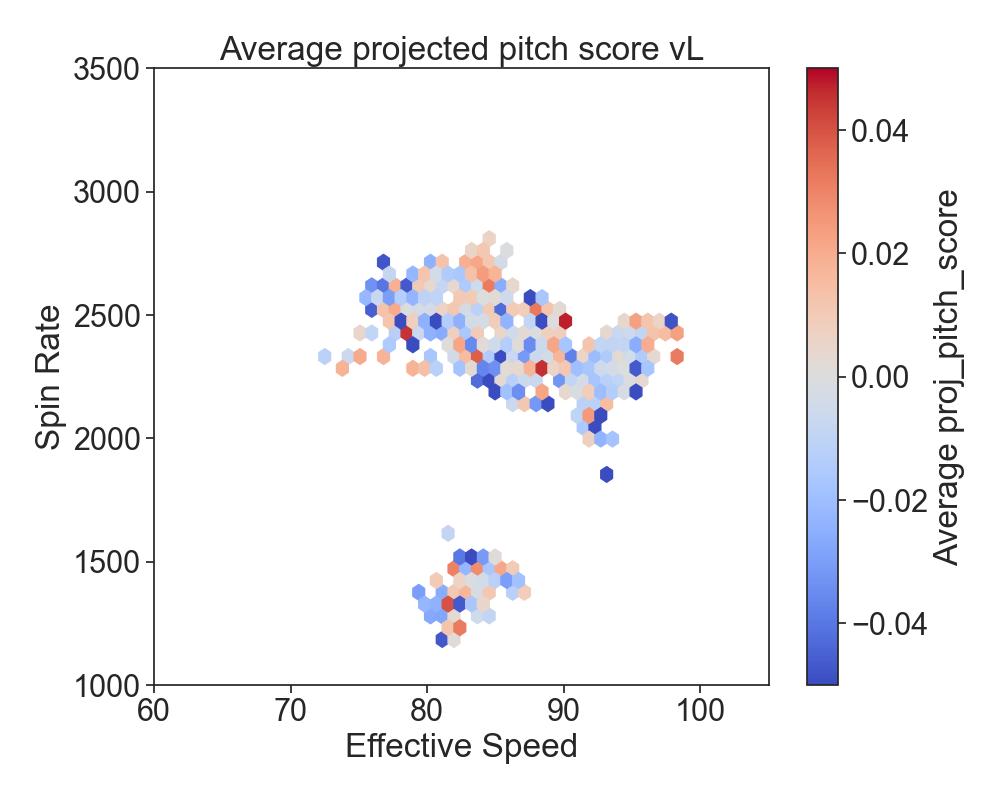 Average projected pitch score vL
3500
3000
2500
2000
1500
1000
Spin Rate
60 70 80 90 100
Effective Speed
0.04
0.02
0.00
−0.02
−0.04
Average proj_pitch_score